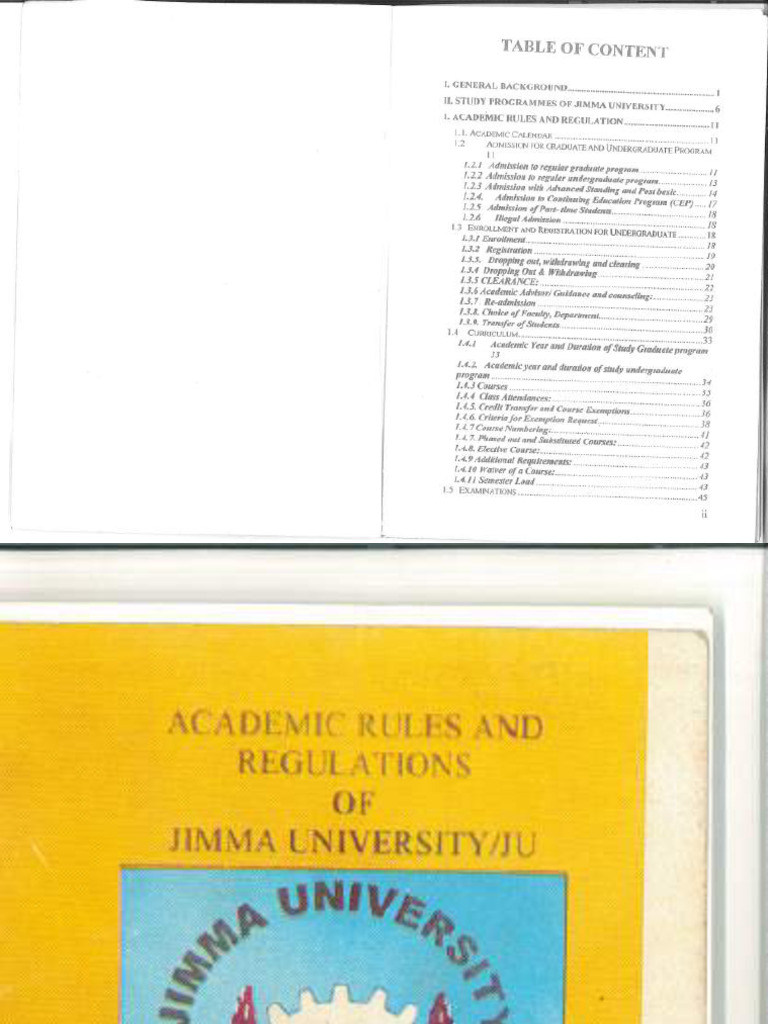 TABLE OF CONTENT
I. GENERAL BACKGROUND...............1
II. STUDY PROGRAMMES OF JIMMA UNIVERSITY...............6
I. ACADEMIC RULES AND REGULATION...............11
1.1. ACADEMIC CALENDAR...............11
1.2 ADMISSION FOR GRADUATE AND UNDERGRADUATE PROGRAM
11
1.2.1 Admission to regular graduate program...............11
1.2.2 Admission to regular undergraduate program...............13
1.2.3 Admission with Advanced Standing and Post basic...............14
1.2.4. Admission to Continuing Education Program (CEP)....17
1.2.5 Admission of Part- time Students...............18
1.2.6 Illegal Admission...............18
1.3 ENROLLMENT AND REGISTRATION FOR UNDERGRADUATE...............18
1.3.1 Enrollment...............18
1.3.2 Registration...............19
1.3.3. Dropping out, withdrawing and clearing...............20
1.3.4 Dropping Out & Withdrawing...............21
1.3.5 CLEARANCE:...............22
1.3.6 Academic Advisor/ Guidance and counseling:...............22
1.3.7 Re-admission...............23
1.3.8. Choice of Faculty, Department...............29
1.3.9. Transfer of Students...............30
1.4 CURRICULUM...............33
1.4.1 Academic Year and Duration of Study Graduate program
33
1.4.2. Academic year and duration of study undergraduate
program...............34
1.4.3 Courses...............35
1.4.4 Class Attendances:...............36
1.4.5. Credit Transfer and Course Exemptions...............36
1.4.6. Criteria for Exemption Request...............38
1.4.7 Course Numbering:...............41
1.4.7. Phased out and Substituted Courses:...............42
1.4.8. Elective Course:...............42
1.4.9 Additional Requirements:...............43
1.4.10 Waiver of a Course:...............43
1.4.11 Semester Load...............43
1.5 EXAMINATIONS...............45
ii
ACADEMIC RULES AND
REGULATIONS
OF
JIMMA UNIVERSITY/JU
JIMMA UNIVERSITY